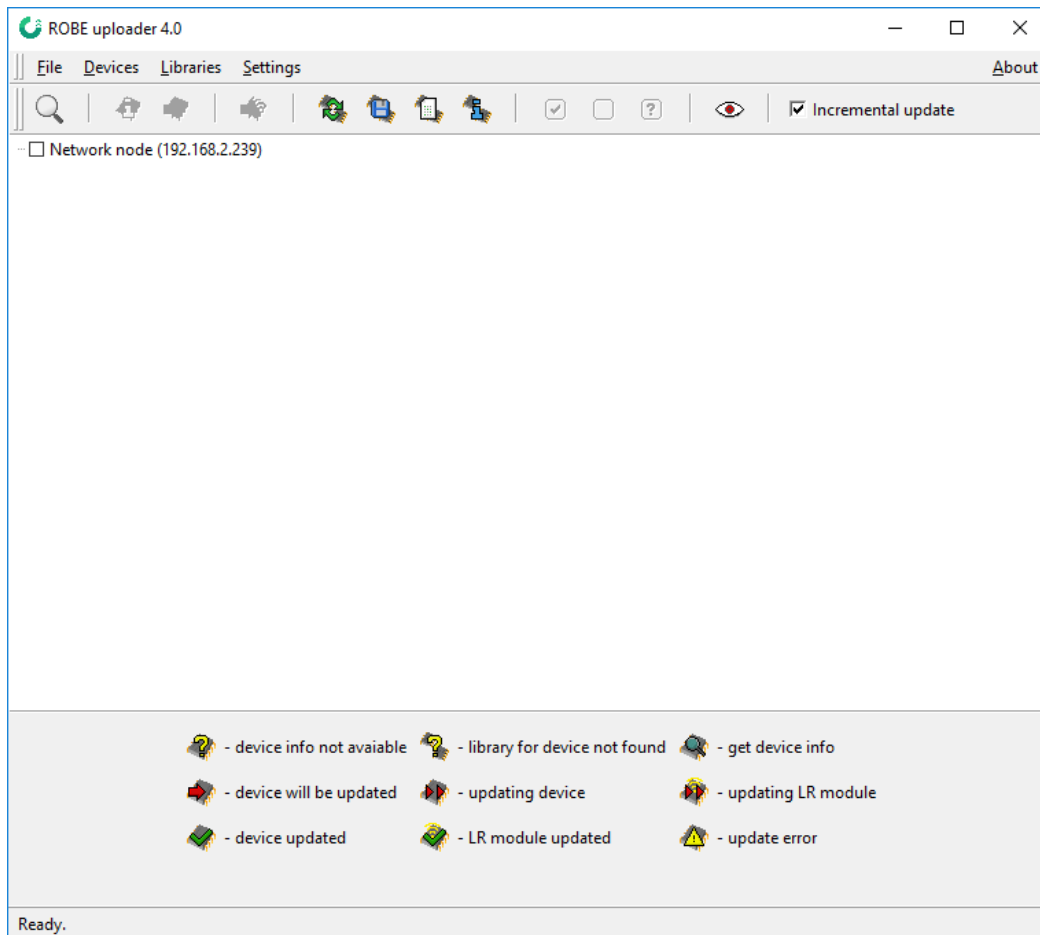 ROBE uploader 4.0
File Devices Libraries Settings About
Incremental update
Network node (192.168.2.239)
- device info not avaiable - library for device not found - get device info
- device will be updated - updating device - updating LR module
- device updated - LR module updated - update error
Ready.